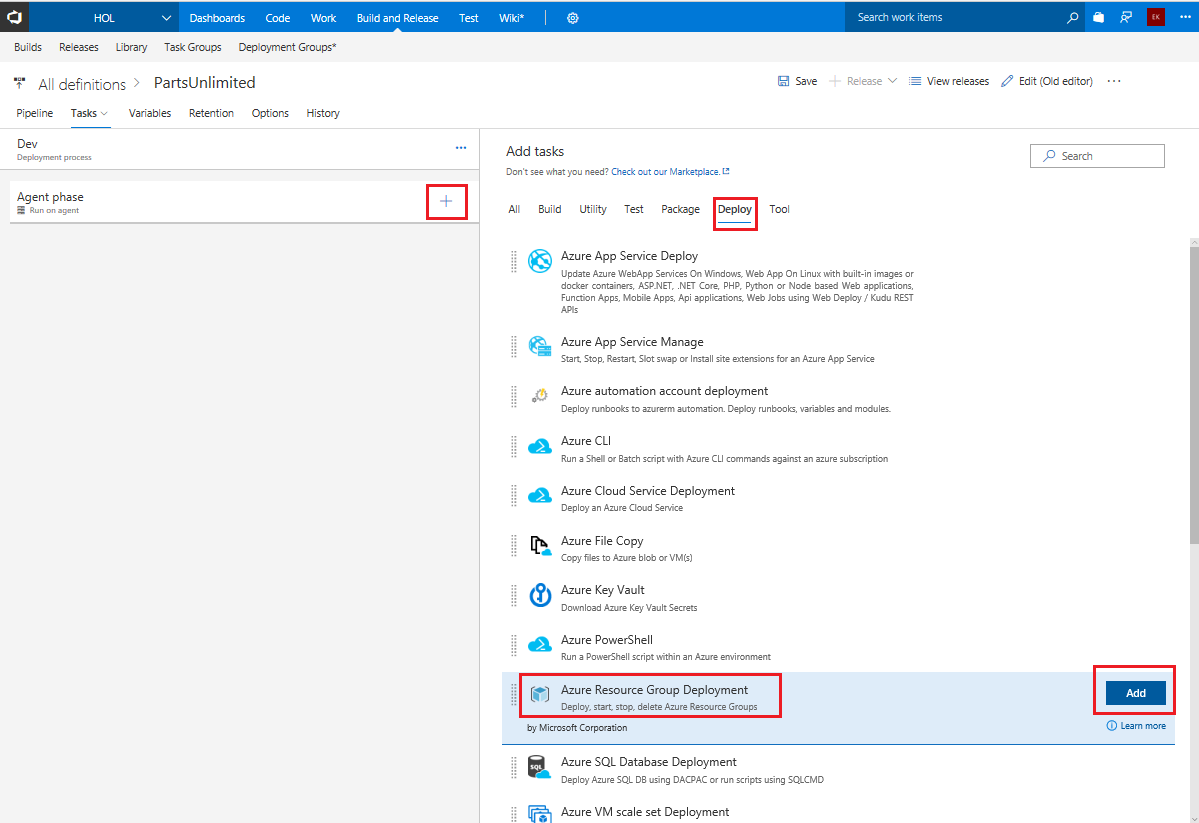 HOL Dashboards Code Work Build and Release Test Wiki* Search work items EK
Builds Releases Library Task Groups Deployment Groups*
All definitions > PartsUnlimited Save Release View releases Edit (Old editor) ...
Pipeline Tasks Variables Retention Options History
Dev
Deployment process
Agent phase
Run on agent
Add tasks
Don't see what you need? Check out our Marketplace.
Search
All Build Utility Test Package Deploy Tool
Azure App Service Deploy
Update Azure WebApp Services On Windows, Web App On Linux with built-in images or
docker containers, ASP.NET, .NET Core, PHP, Python or Node based Web applications,
Function Apps, Mobile Apps, Api applications, Web Jobs using Web Deploy / Kudu REST
APIs
Azure App Service Manage
Start, Stop, Restart, Slot swap or Install site extensions for an Azure App Service
Azure automation account deployment
Deploy runbooks to azurerm automation. Deploy runbooks, variables and modules.
Azure CLI
Run a Shell or Batch script with Azure CLI commands against an azure subscription
Azure Cloud Service Deployment
Deploy an Azure Cloud Service
Azure File Copy
Copy files to Azure blob or VM(s)
Azure Key Vault
Download Azure Key Vault Secrets
Azure PowerShell
Run a PowerShell script within an Azure environment
Azure Resource Group Deployment
Deploy, start, stop, delete Azure Resource Groups
Add
by Microsoft Corporation
Learn more
SQL
Azure SQL Database Deployment
Deploy Azure SQL DB using DACPAC or run scripts using SQLCMD
Azure VM scale set Deployment